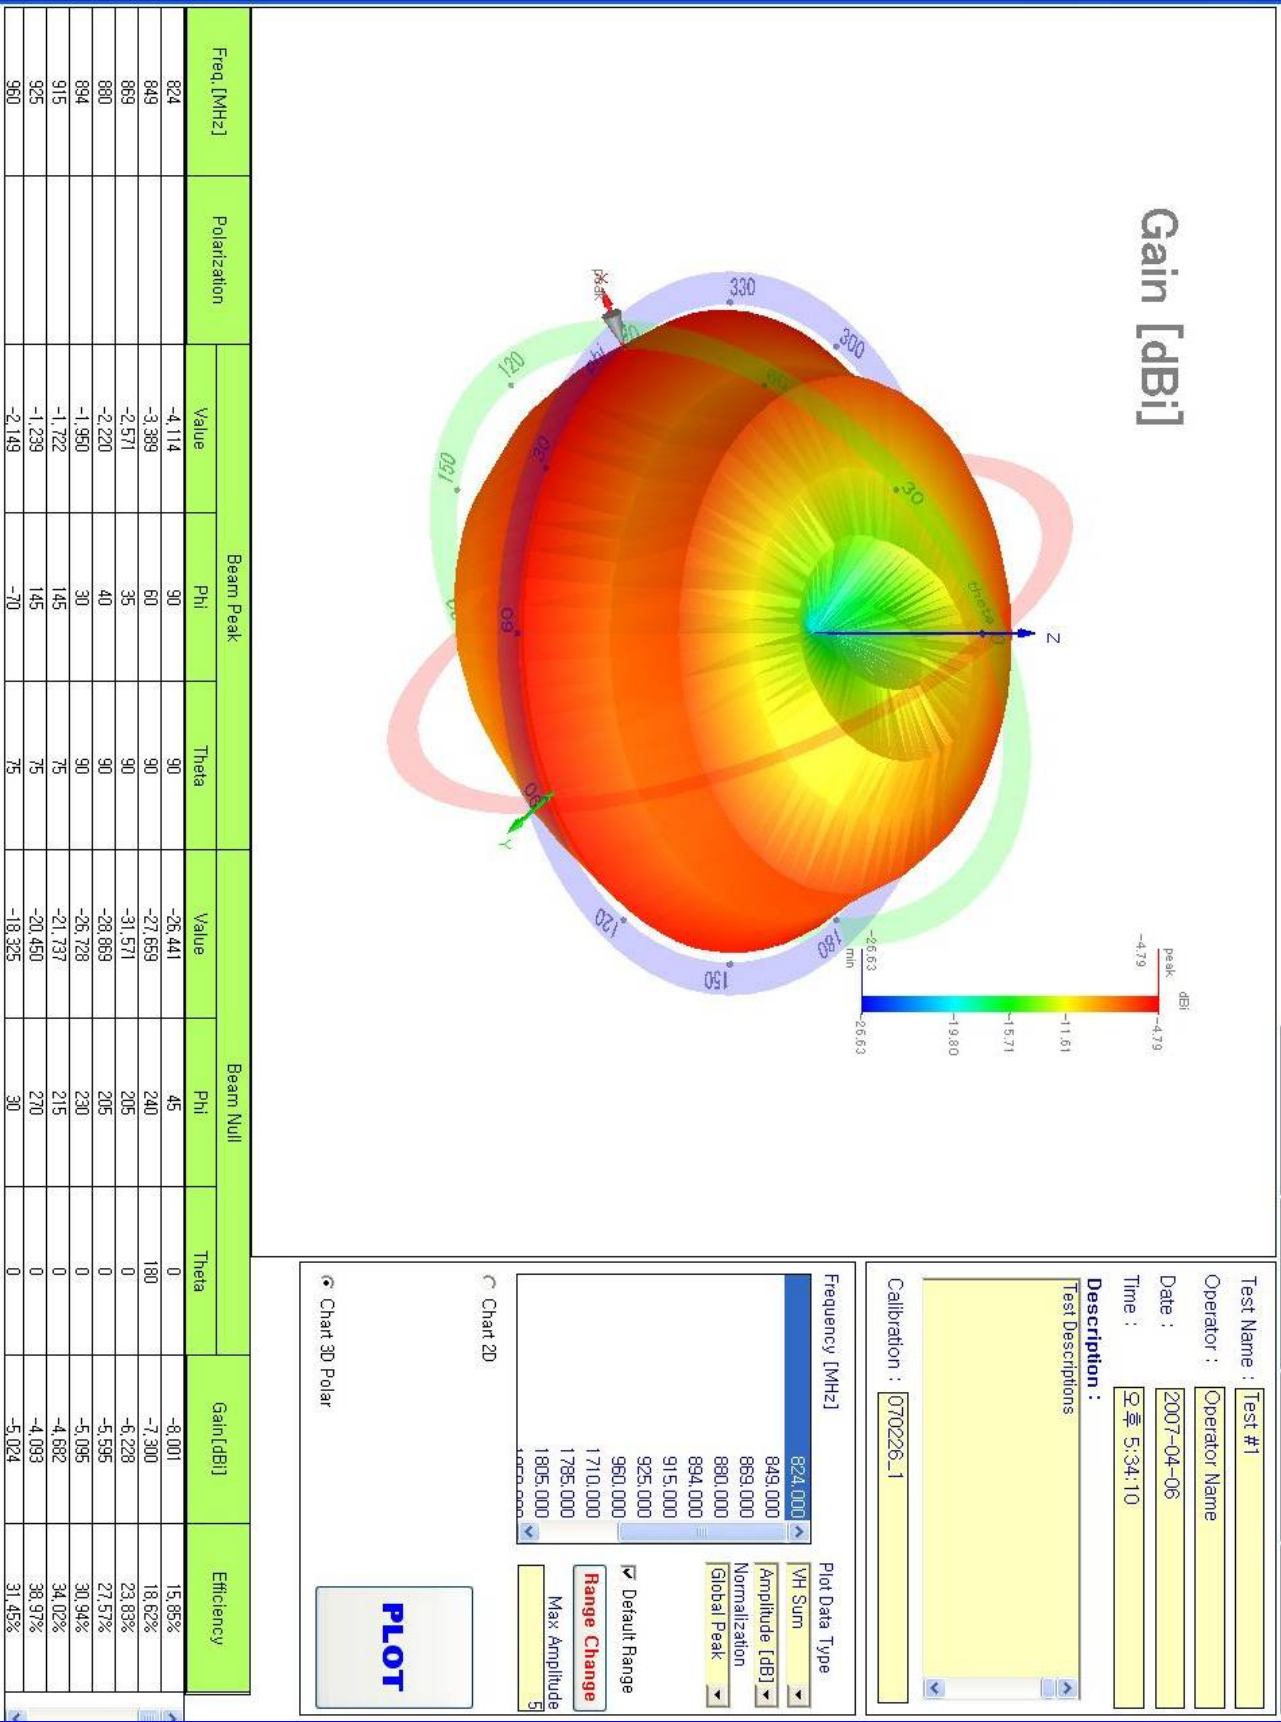 Gain [dBi]
Z
theta
0
30
60
90
120
150
phi
30
60
90
120
150
180
300
330
X
peak
Y
dBi
peak
-4.79
-4.79
-11.61
-15.71
-19.80
-26.63
-26.63
min
Test Name : Test #1
Operator : Operator Name
Date : 2007-04-06
Time : 오후 5:34:10
Description :
Test Descriptions
Calibration : 070226_1
Frequency [MHz]
824.000
849.000
869.000
880.000
894.000
915.000
925.000
960.000
1710.000
1785.000
1805.000
Plot Data Type
VH Sum
Amplitude [dB]
Normalization
Global Peak
Default Range
Range Change
Max Amplitude
5
Chart 2D
Chart 3D Polar
PLOT
Freq.[MHz] Polarization Beam Peak Beam Null Gain[dBi] Efficiency
Value Phi Theta Value Phi Theta
824 -4.114 90 90 -26.441 45 0 -8.001 15.85%
849 -3.389 60 90 -27.659 240 180 -7.300 18.62%
869 -2.571 35 90 -31.571 205 0 -6.228 23.83%
880 -2.220 40 90 -28.869 205 0 -5.595 27.57%
894 -1.950 30 90 -26.728 230 0 -5.095 30.94%
915 -1.722 145 75 -21.737 215 0 -4.682 34.02%
925 -1.239 145 75 -20.450 270 0 -4.093 38.97%
960 -2.149 -70 75 -18.325 30 0 -5.024 31.45%